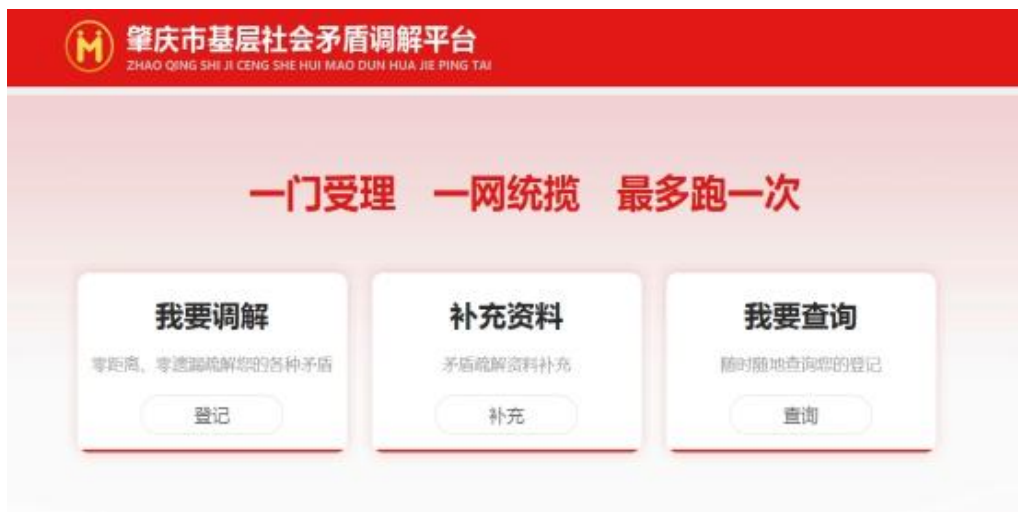 肇庆市基层社会矛盾调解平台
ZHAO QING SHI JI CENG SHE HUI MAO DUN HUA JIE PING TAI
一门受理 一网统揽 最多跑一次
我要调解
零距离、零遗漏疏解您的各种矛盾
登记
补充资料
矛盾疏解资料补充
补充
我要查询
随时随地查询您的登记
查询